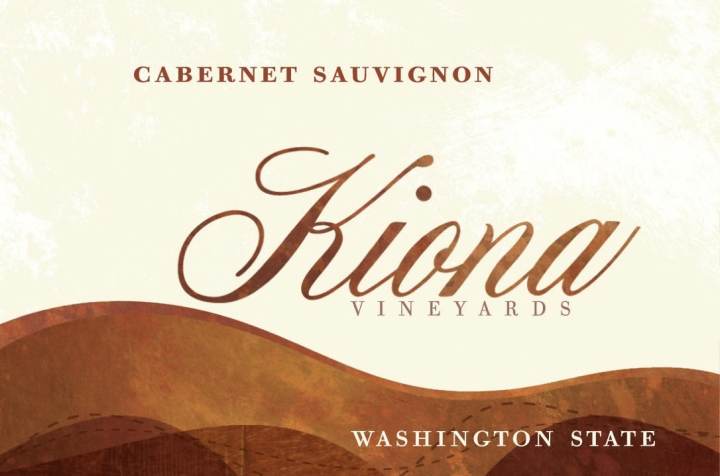 CABERNET SAUVIGNON
Kiona
VINEYARDS
WASHINGTON STATE